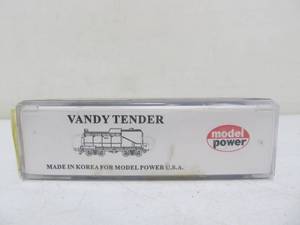 VANDY TENDER
model
power
MADE IN KOREA FOR MODEL POWER U.S.A.